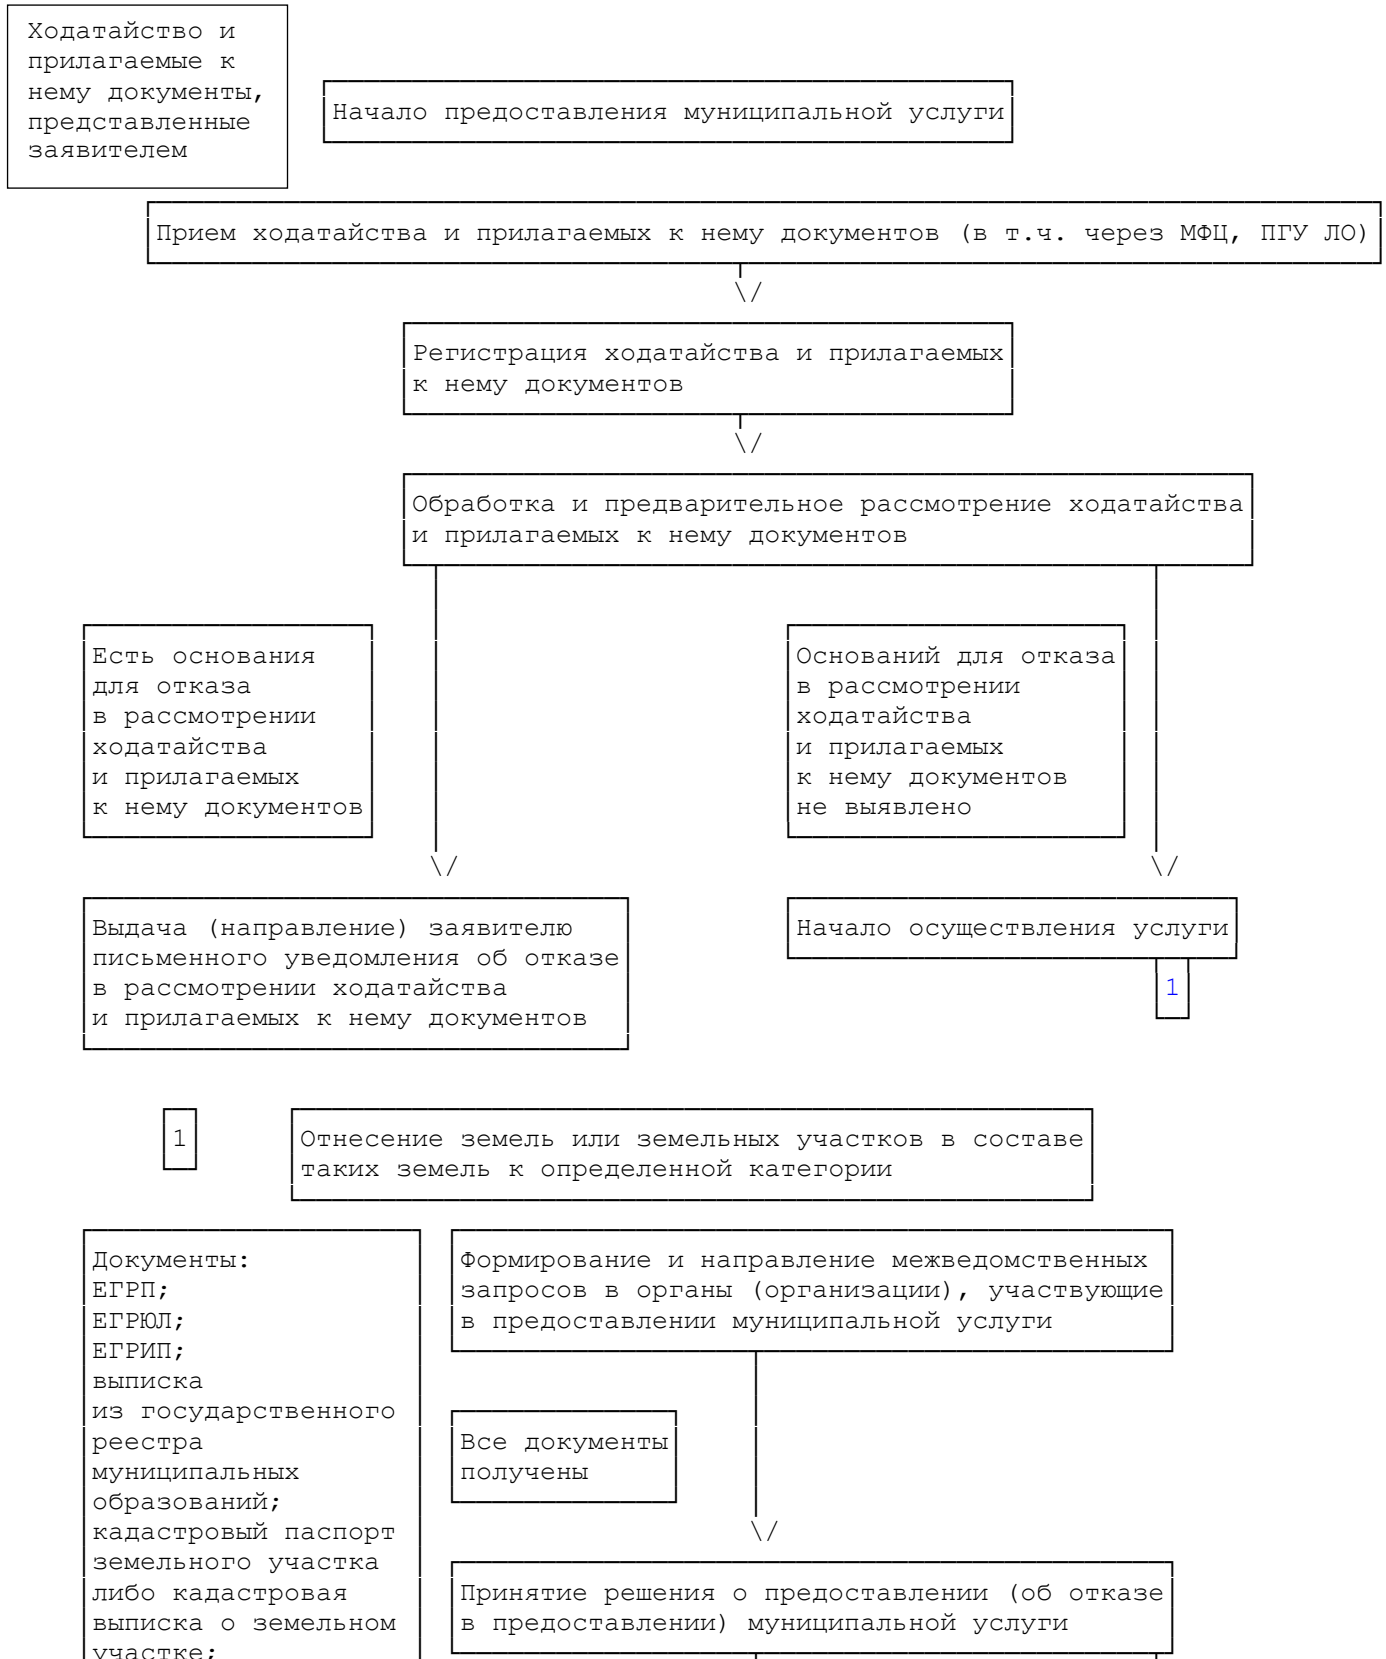 Ходатайство и
прилагаемые к
нему документы,
представленные
заявителем
Начало предоставления муниципальной услуги
Прием ходатайства и прилагаемых к нему документов (в т.ч. через МФЦ, ПГУ ЛО)
\/
Регистрация ходатайства и прилагаемых
к нему документов
\/
Обработка и предварительное рассмотрение ходатайства
и прилагаемых к нему документов
Есть основания
для отказа
в рассмотрении
ходатайства
и прилагаемых
к нему документов
Оснований для отказа
в рассмотрении
ходатайства
и прилагаемых
к нему документов
не выявлено
\/
\/
Выдача (направление) заявителю
письменного уведомления об отказе
в рассмотрении ходатайства
и прилагаемых к нему документов
Начало осуществления услуги
1
1
Отнесение земель или земельных участков в составе
таких земель к определенной категории
Документы:
ЕГРП;
ЕГРЮЛ;
ЕГРИП;
выписка
из государственного
реестра
муниципальных
образований;
кадастровый паспорт
земельного участка
либо кадастровая
выписка о земельном
участке;
Формирование и направление межведомственных
запросов в органы (организации), участвующие
в предоставлении муниципальной услуги
Все документы
получены
\/
Принятие решения о предоставлении (об отказе
в предоставлении) муниципальной услуги